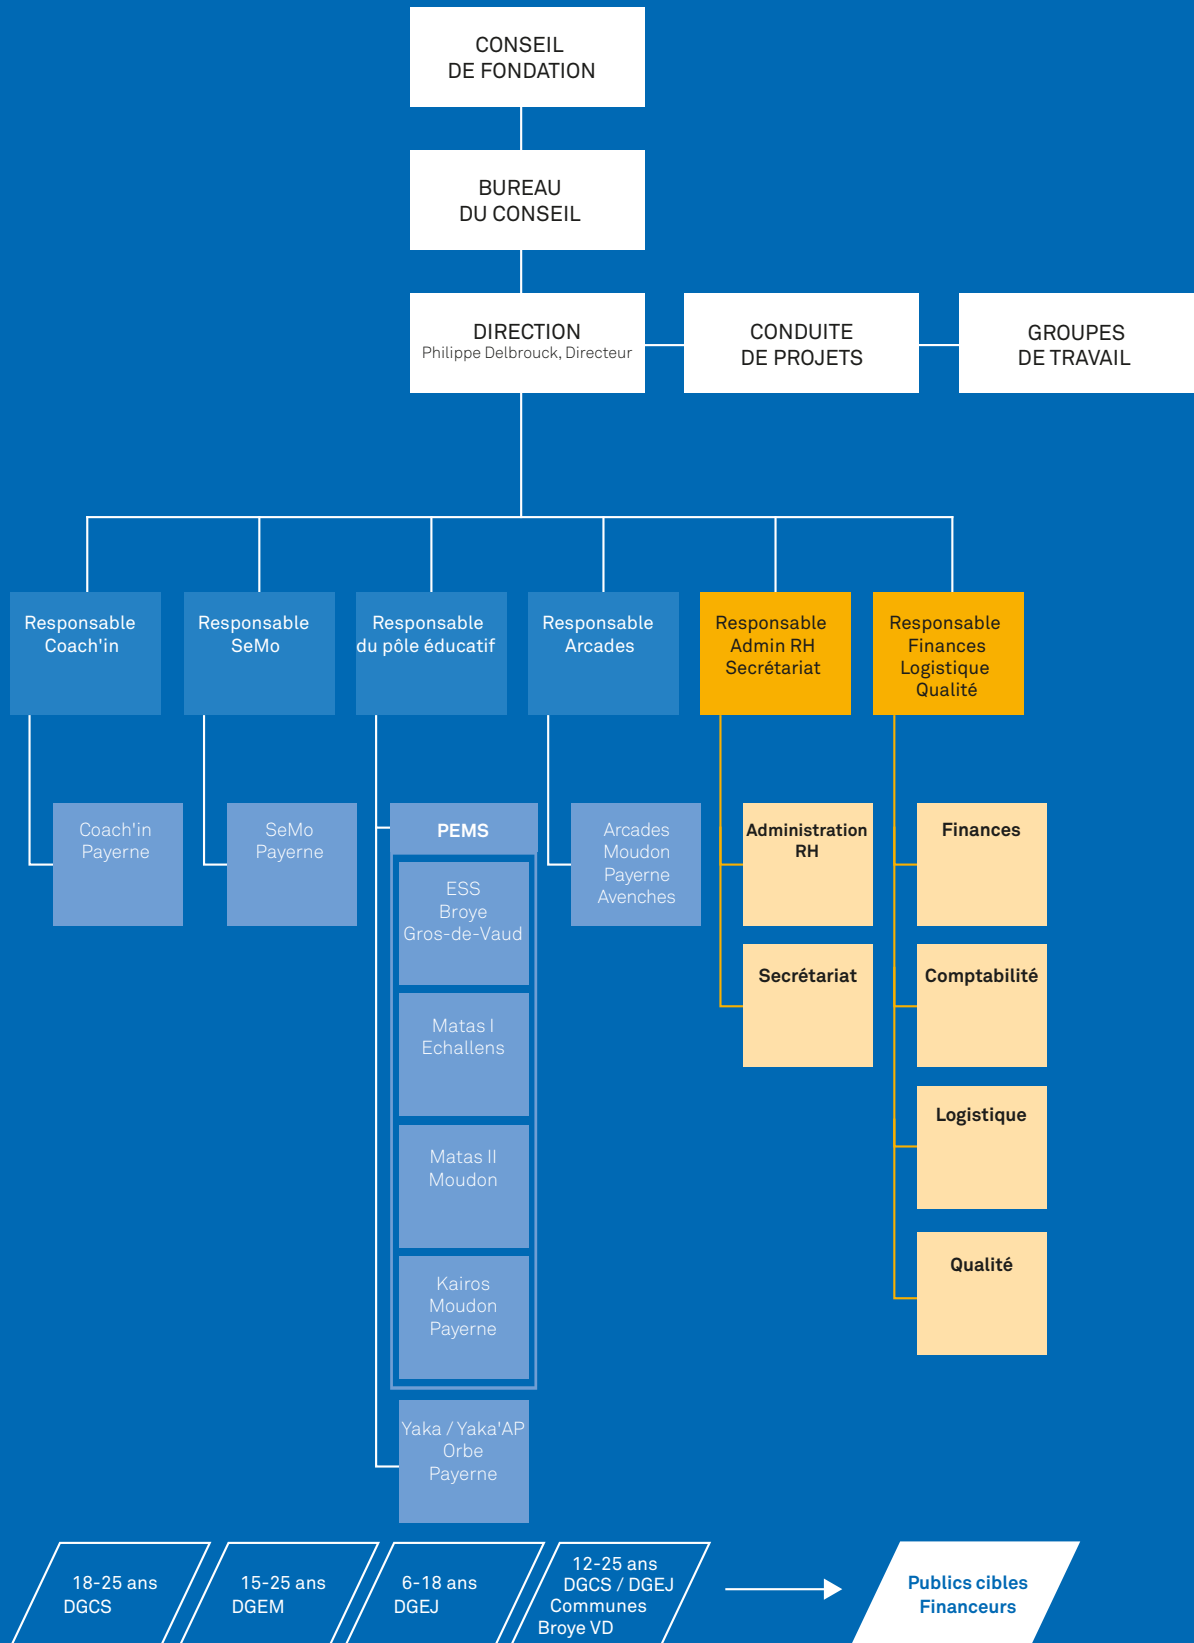 CONSEIL
DE FONDATION
BUREAU
DU CONSEIL
DIRECTION
Philippe Delbrouck, Directeur
CONDUITE
DE PROJETS
GROUPES
DE TRAVAIL
Responsable
Coach'in
Responsable
SeMo
Responsable
du pôle éducatif
Responsable
Arcades
Responsable
Admin RH
Secrétariat
Responsable
Finances
Logistique
Qualité
Coach'in
Payerne
SeMo
Payerne
PEMS
ESS
Broye
Gros-de-Vaud
Matas I
Echallens
Matas II
Moudon
Kairos
Moudon
Payerne
Yaka / Yaka'AP
Orbe
Payerne
Arcades
Moudon
Payerne
Avenches
Administration
RH
Secrétariat
Finances
Comptabilité
Logistique
Qualité
18-25 ans
DGCS
15-25 ans
DGEM
6-18 ans
DGEJ
12-25 ans
DGCS / DGEJ
Communes
Broye VD
Publics cibles
Financeurs